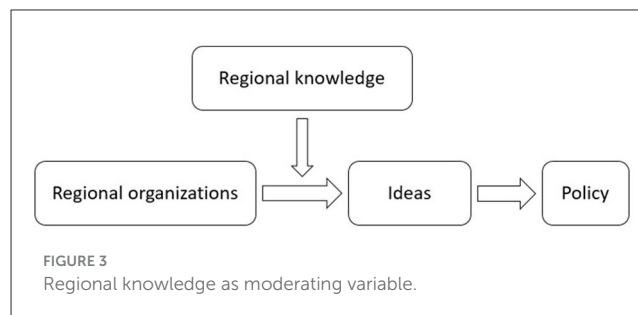 Regional knowledge
Regional organizations
Ideas
Policy
FIGURE 3
Regional knowledge as moderating variable.